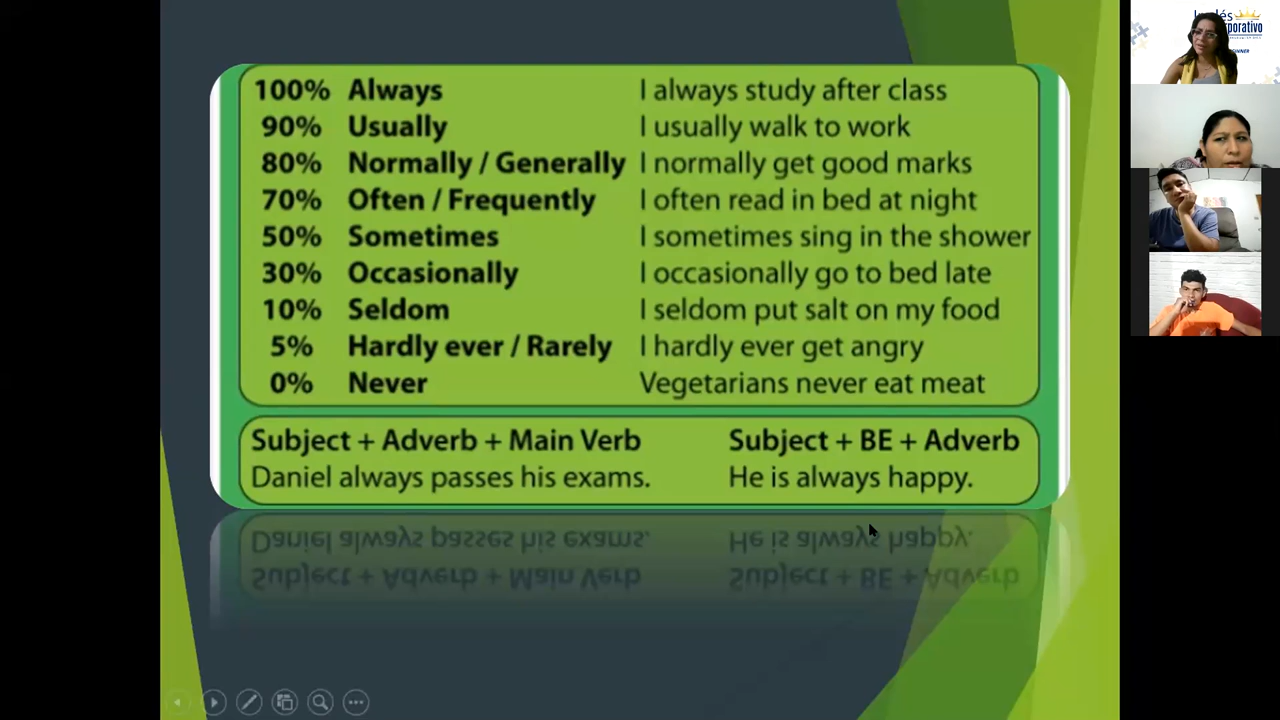 100% Always I always study after class
90% Usually I usually walk to work
80% Normally / Generally I normally get good marks
70% Often / Frequently I often read in bed at night
50% Sometimes I sometimes sing in the shower
30% Occasionally I occasionally go to bed late
10% Seldom I seldom put salt on my food
5% Hardly ever / Rarely I hardly ever get angry
0% Never Vegetarians never eat meat
Subject + Adverb + Main Verb Subject + BE + Adverb
Daniel always passes his exams. He is always happy.